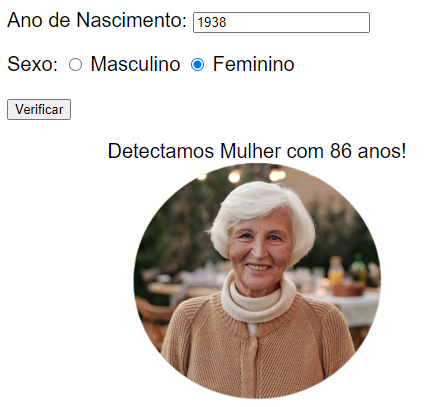 Ano de Nascimento: 1938
Sexo: Masculino Feminino
Verificar
Detectamos Mulher com 86 anos!